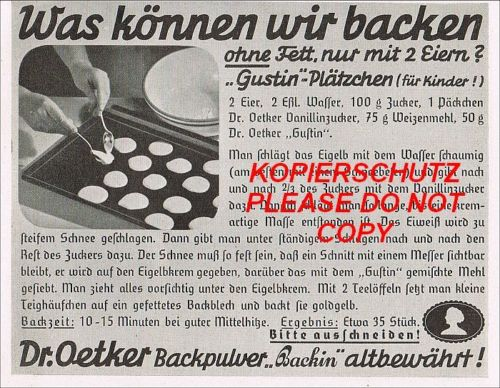 Was können wir backen
ohne Fett, nur mit 2 Eiern?
„Gustin"-Plätzchen (für Kinder!)
2 Eier, 2 Eßl. Wasser, 100 g Zucker, 1 Päckchen
Dr. Oetker Vanillinzucker, 75 g Weizenmehl, 50 g
Dr. Oetker „Gustin".
Man schlägt das Eigelb mit dem Wasser schaumig
und
nach und nach 2/3 des Zuckers mit dem Vanillinzucker
artige Masse entstanden ist. Das Eiweiß wird zu
steifem Schnee geschlagen. Dann gibt man unter ständigem Schlagen nach und nach den
Rest des Zuckers dazu. Der Schnee muß so fest sein, daß ein Schnitt mit einem Messer sichtbar
bleibt, er wird auf den Eigelbkrem gegeben, darüber das mit dem „Gustin" gemischte Mehl
gesiebt. Man zieht alles vorsichtig unter den Eigelbkrem. Mit 2 Teelöffeln setzt man kleine
Teighäufchen auf ein gefettetes Backblech und backt sie goldgelb.
Backzeit: 10-15 Minuten bei guter Mittelhitze. Ergebnis: Etwa 35 Stück.
Bitte ausschneiden!
Dr. Oetker Backpulver „Backin" altbewährt!
KOPIERSCHUTZ
PLEASE DO NOT
COPY